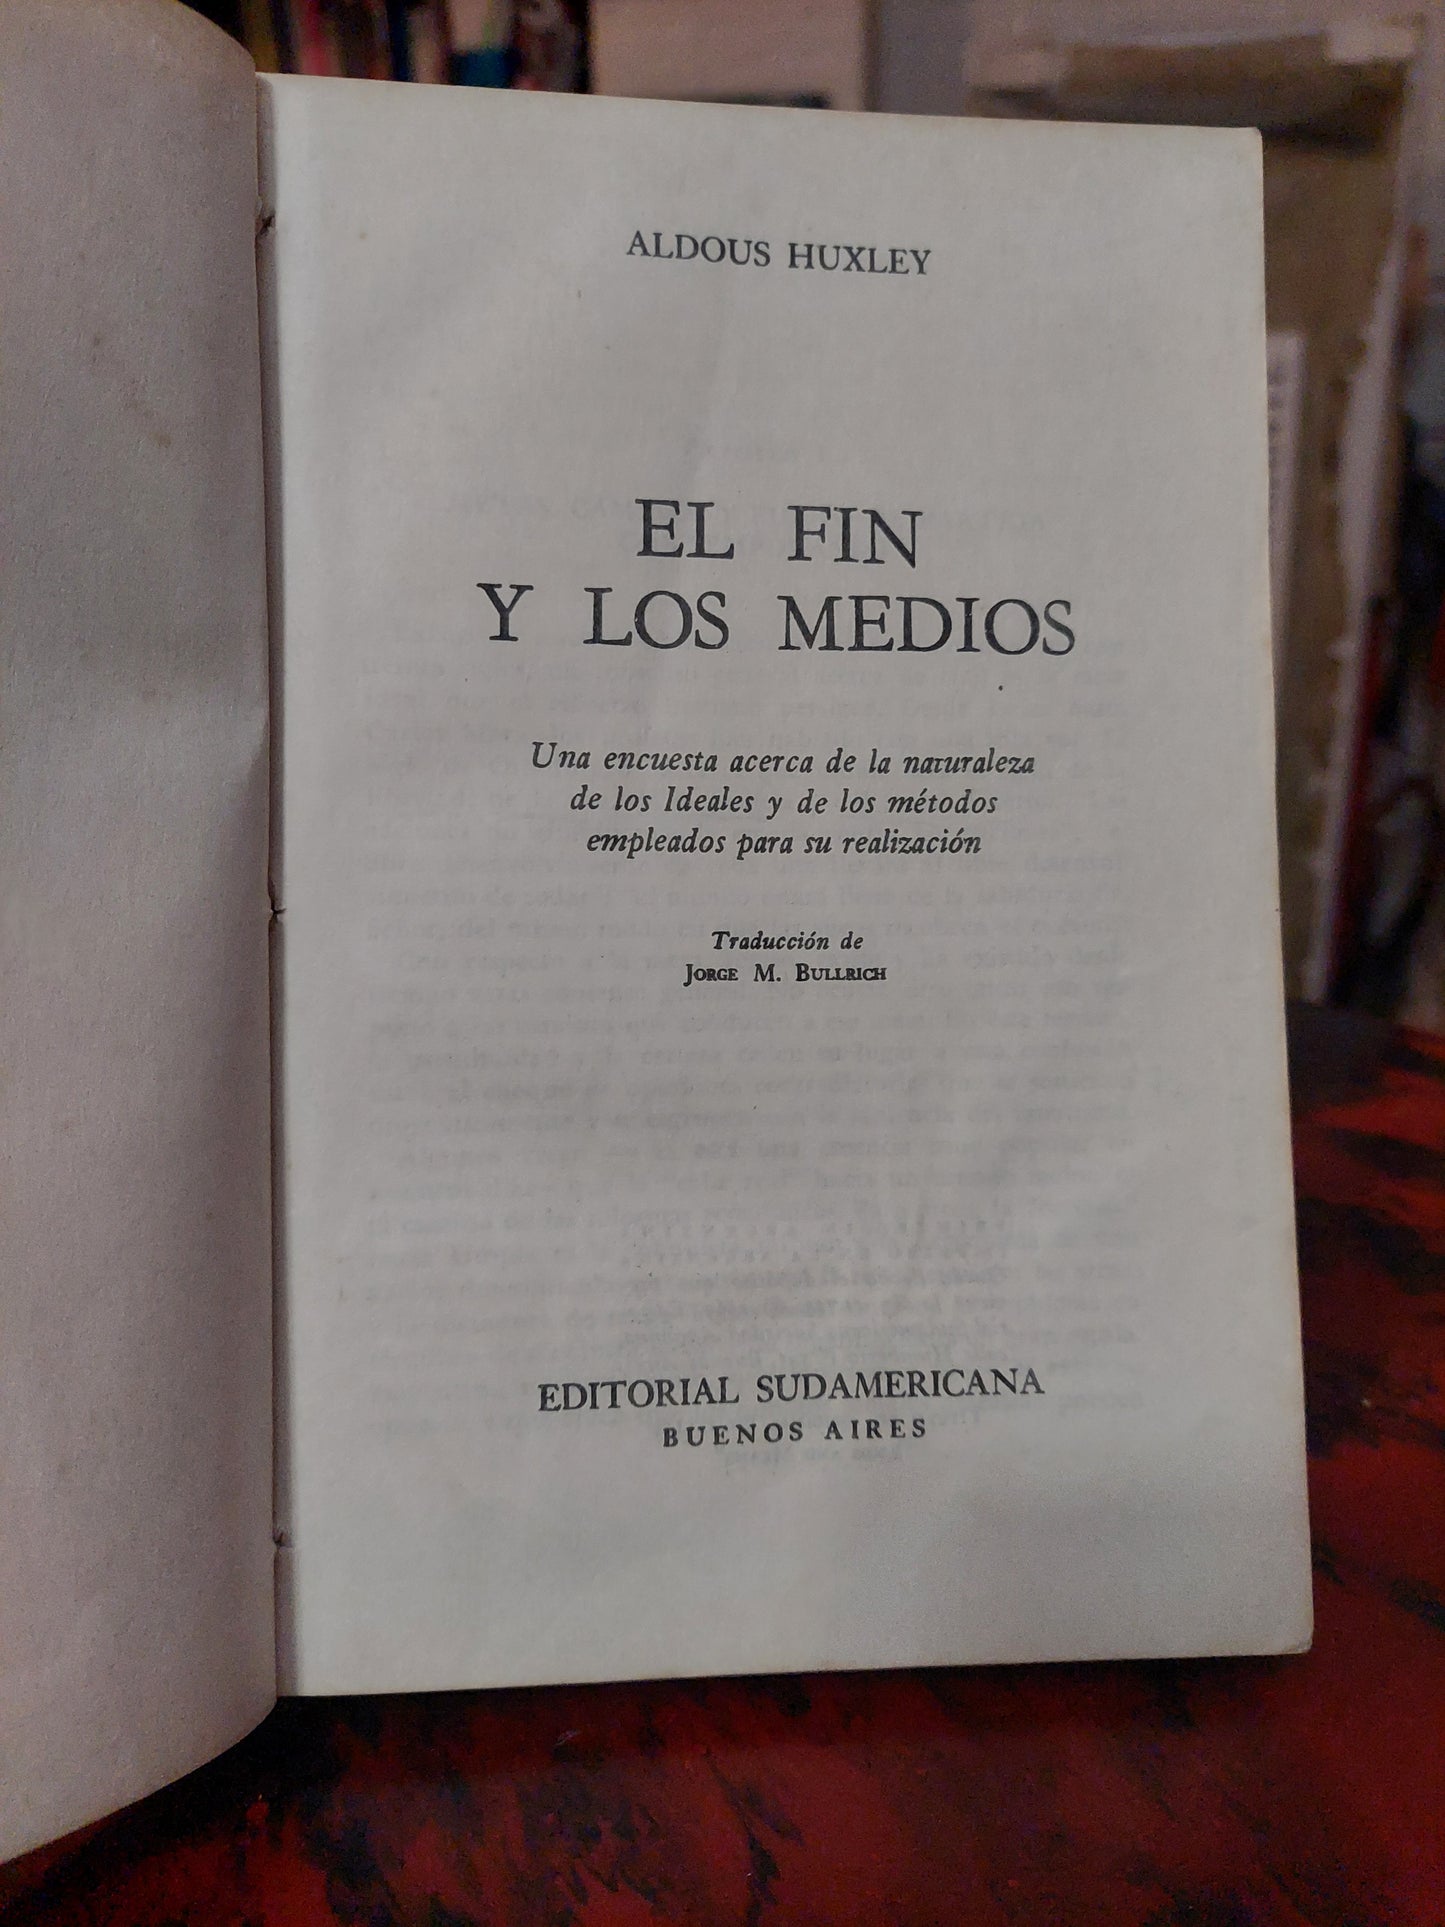 ALDOUS HUXLEY
EL FIN
Y LOS MEDIOS
Una encuesta acerca de la naturaleza
de los Ideales y de los métodos
empleados para su realización
Traducción de
JORGE M. BULLRICH
EDITORIAL SUDAMERICANA
BUENOS AIRES